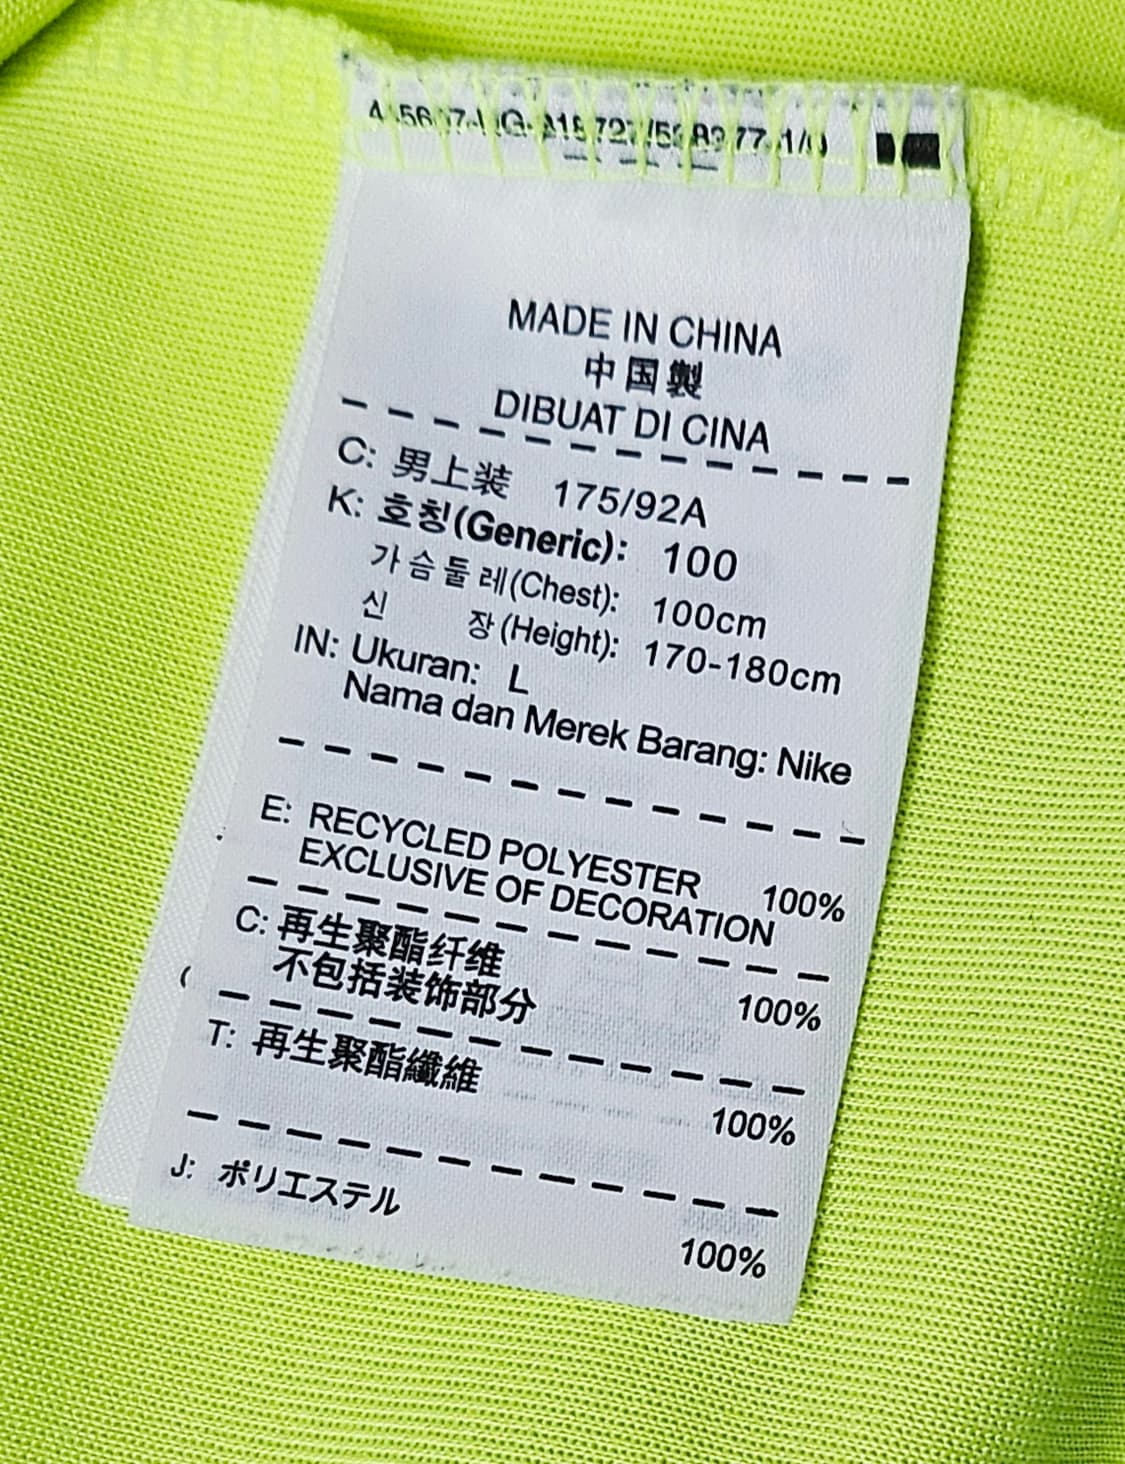 MADE IN CHINA
中国製
DIBUAT DI CINA
C: 男上装 175/92A
K: 호칭(Generic): 100
가슴둘레(Chest): 100cm
신 장(Height): 170-180cm
IN: Ukuran: L
Nama dan Merek Barang: Nike
E: RECYCLED POLYESTER 100%
EXCLUSIVE OF DECORATION
C: 再生聚酯纤维 100%
不包括装饰部分
T: 再生聚酯纖維 100%
J: ポリエステル 100%